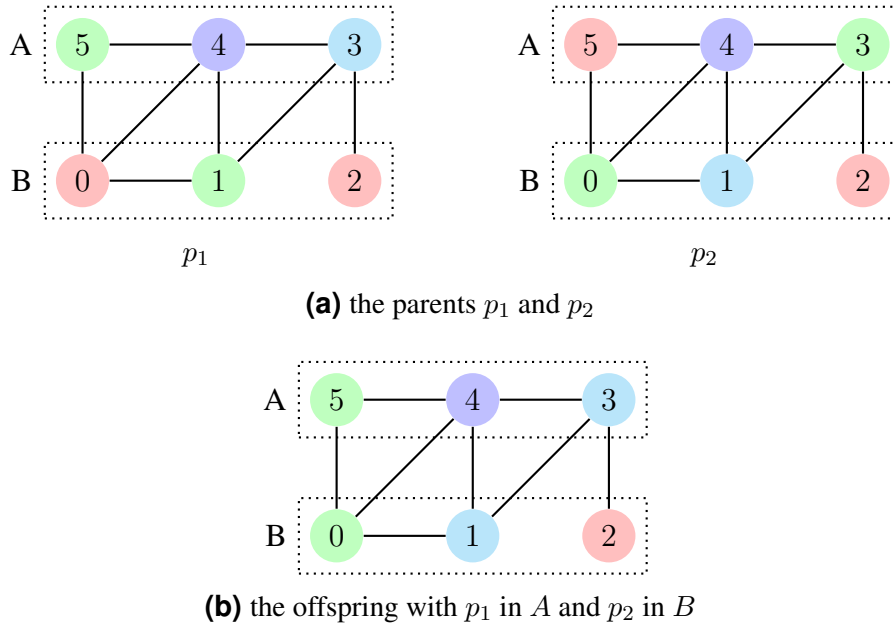 A 5 4 3
B 0 1 2
p1
A 5 4 3
B 0 1 2
p2
(a) the parents p1 and p2
A 5 4 3
B 0 1 2
(b) the offspring with p1 in A and p2 in B